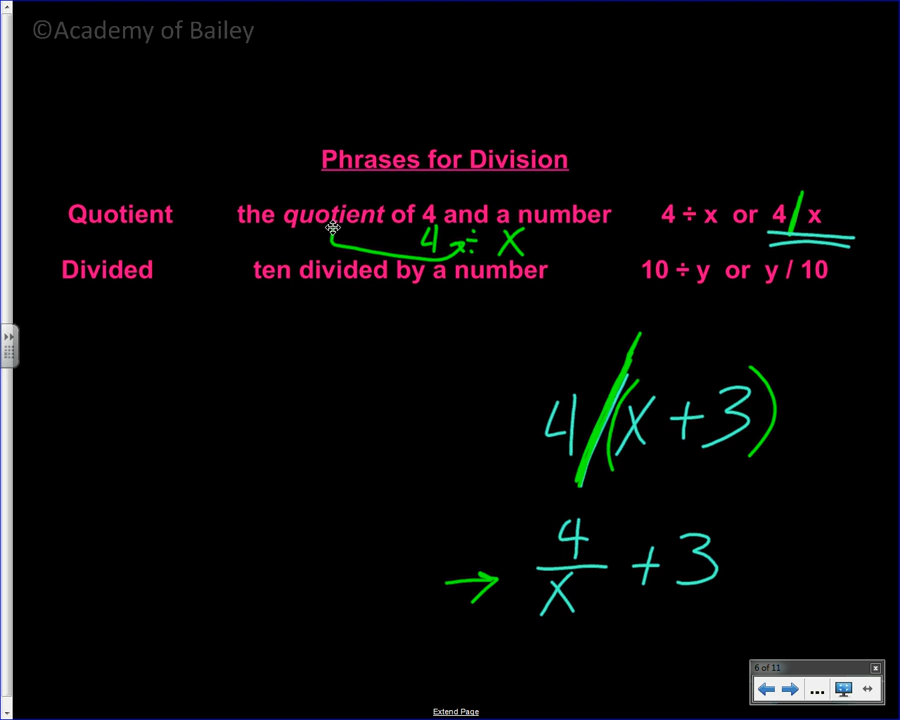 ©Academy of Bailey
Phrases for Division
Quotient the quotient of 4 and a number 4 ÷ x or 4 / x
4 ÷ x
Divided ten divided by a number 10 ÷ y or y / 10
4/(x+3)
4
x + 3
6 of 11 x
...
Extend Page